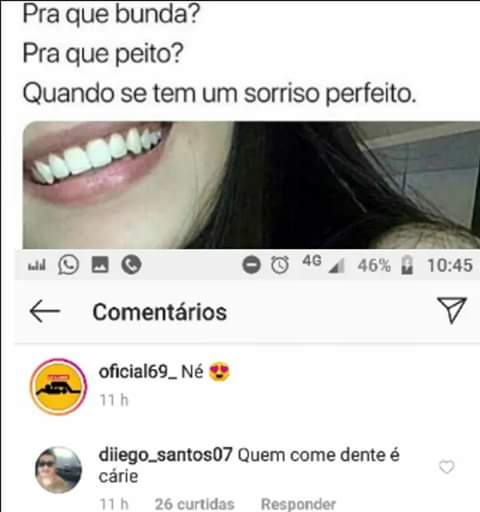 Pra que bunda?
Pra que peito?
Quando se tem um sorriso perfeito.
4G 46% 10:45
Comentários
oficial69_ Né 😍
11 h
diiego_santos07 Quem come dente é
cárie
11 h 26 curtidas Responder